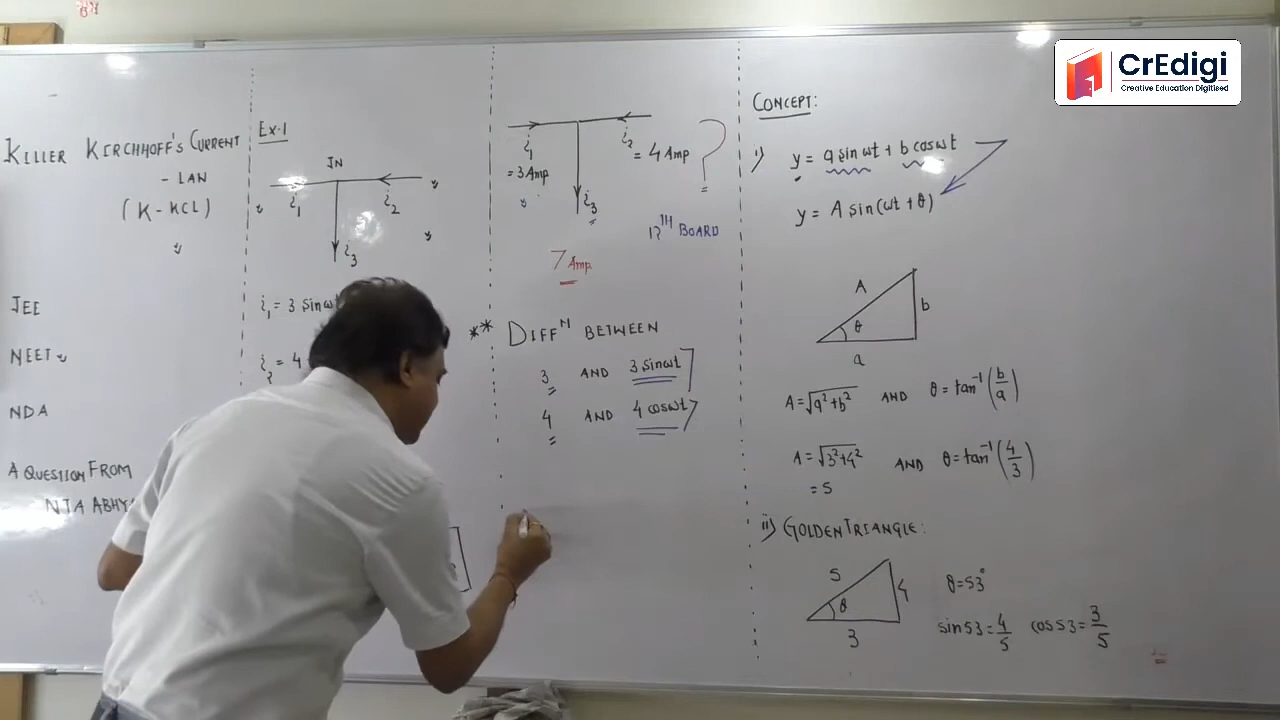 CrEdigi
Creative Education Digitised
KILLER KIRCHHOFF'S CURRENT
- LAW
(K-KCL)
JEE
NEET
NDA
A QUESTION FROM
NTA ABHY
Ex·1
IN
i₁
i₂
i₃
i₁ = 3 sinωt
i₂ = 4
i₁
= 3 Amp
i₂
= 4 Amp ?
i₃
12TH BOARD
7 Amp
** DIFFᴺ BETWEEN
3 AND 3 sinωt
4 AND 4 cosωt
CONCEPT:
i) y = a sin ωt + b cos ωt
y = A sin(ωt + θ)
A
b
θ
a
A = √a²+b² AND θ = tan⁻¹(b/a)
A = √3²+4² AND θ = tan⁻¹(4/3)
= 5
ii) GOLDEN TRIANGLE:
5
4
θ
3
θ = 53°
sin53 = 4/5 cos53 = 3/5